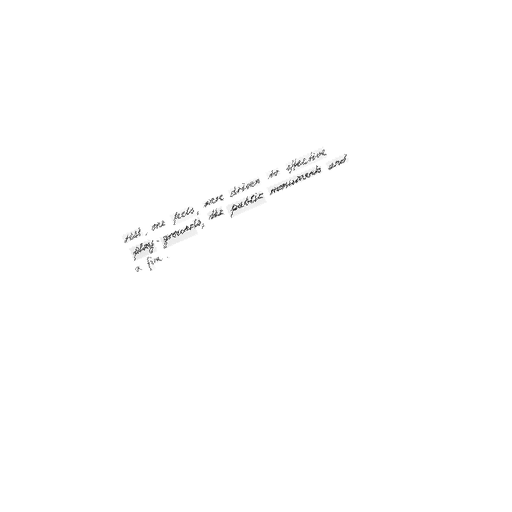 rest, one feels, were driven to effective
play-grounds, the public monuments and
a fine.